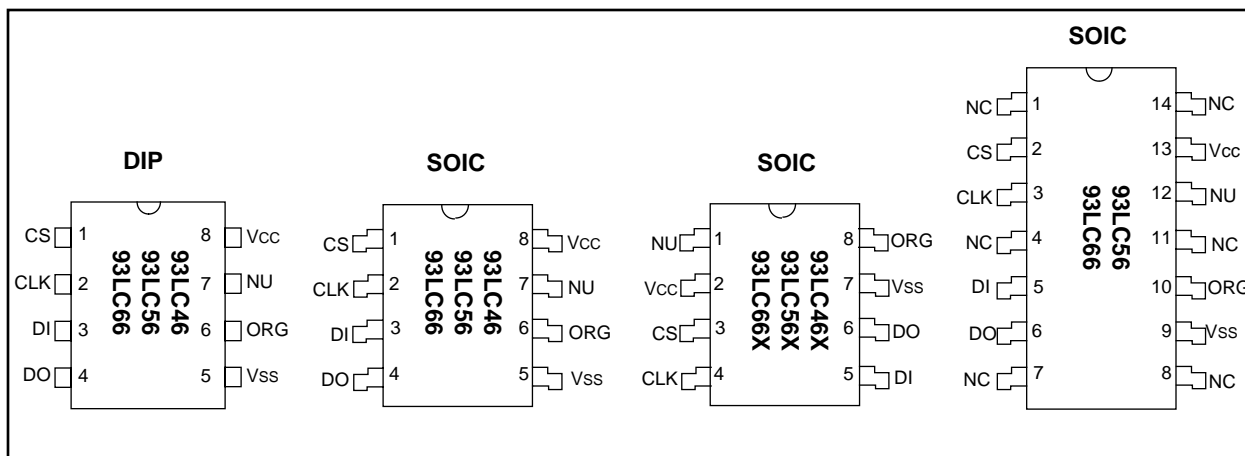 DIP
CS 1 8 VCC
CLK 2 7 NU
DI 3 6 ORG
DO 4 5 VSS
93LC46
93LC56
93LC66
SOIC
CS 1 8 VCC
CLK 2 7 NU
DI 3 6 ORG
DO 4 5 VSS
93LC46
93LC56
93LC66
SOIC
NU 1 8 ORG
VCC 2 7 VSS
CS 3 6 DO
CLK 4 5 DI
93LC46X
93LC56X
93LC66X
SOIC
NC 1 14 NC
CS 2 13 VCC
CLK 3 12 NU
NC 4 11 NC
DI 5 10 ORG
DO 6 9 VSS
NC 7 8 NC
93LC56
93LC66